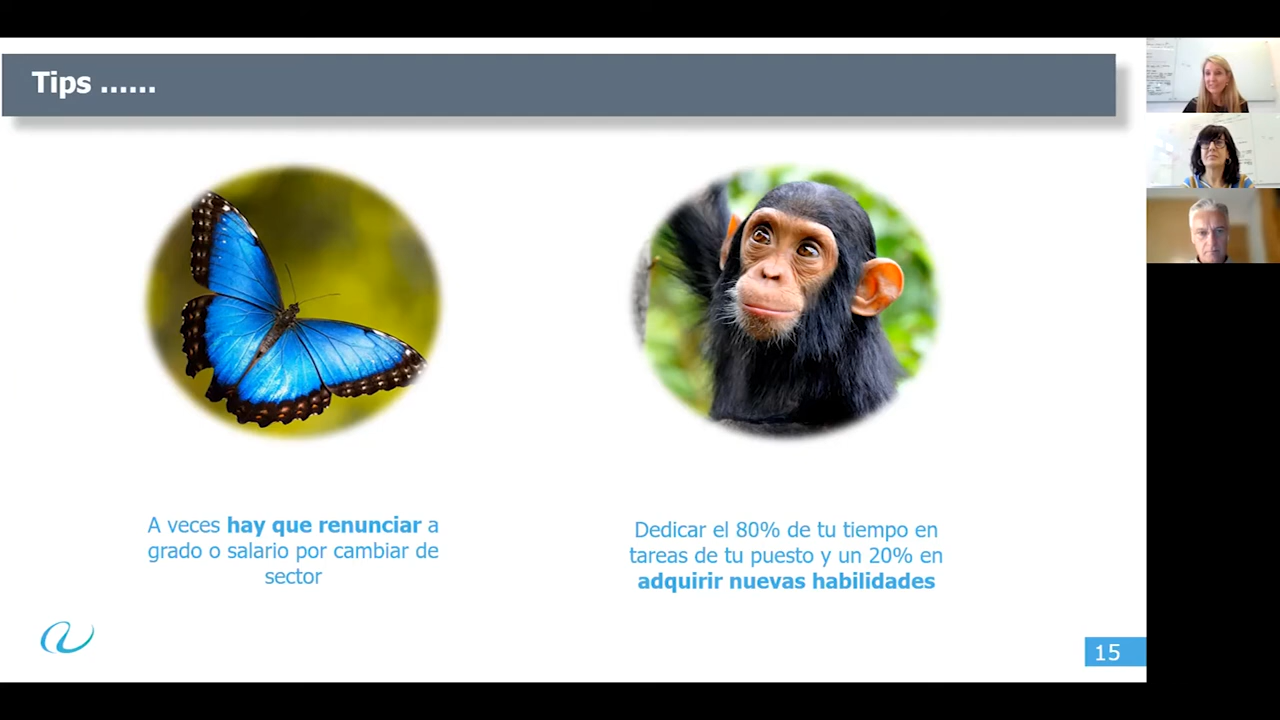 Tips ......
A veces hay que renunciar a
grado o salario por cambiar de
sector
Dedicar el 80% de tu tiempo en
tareas de tu puesto y un 20% en
adquirir nuevas habilidades
15